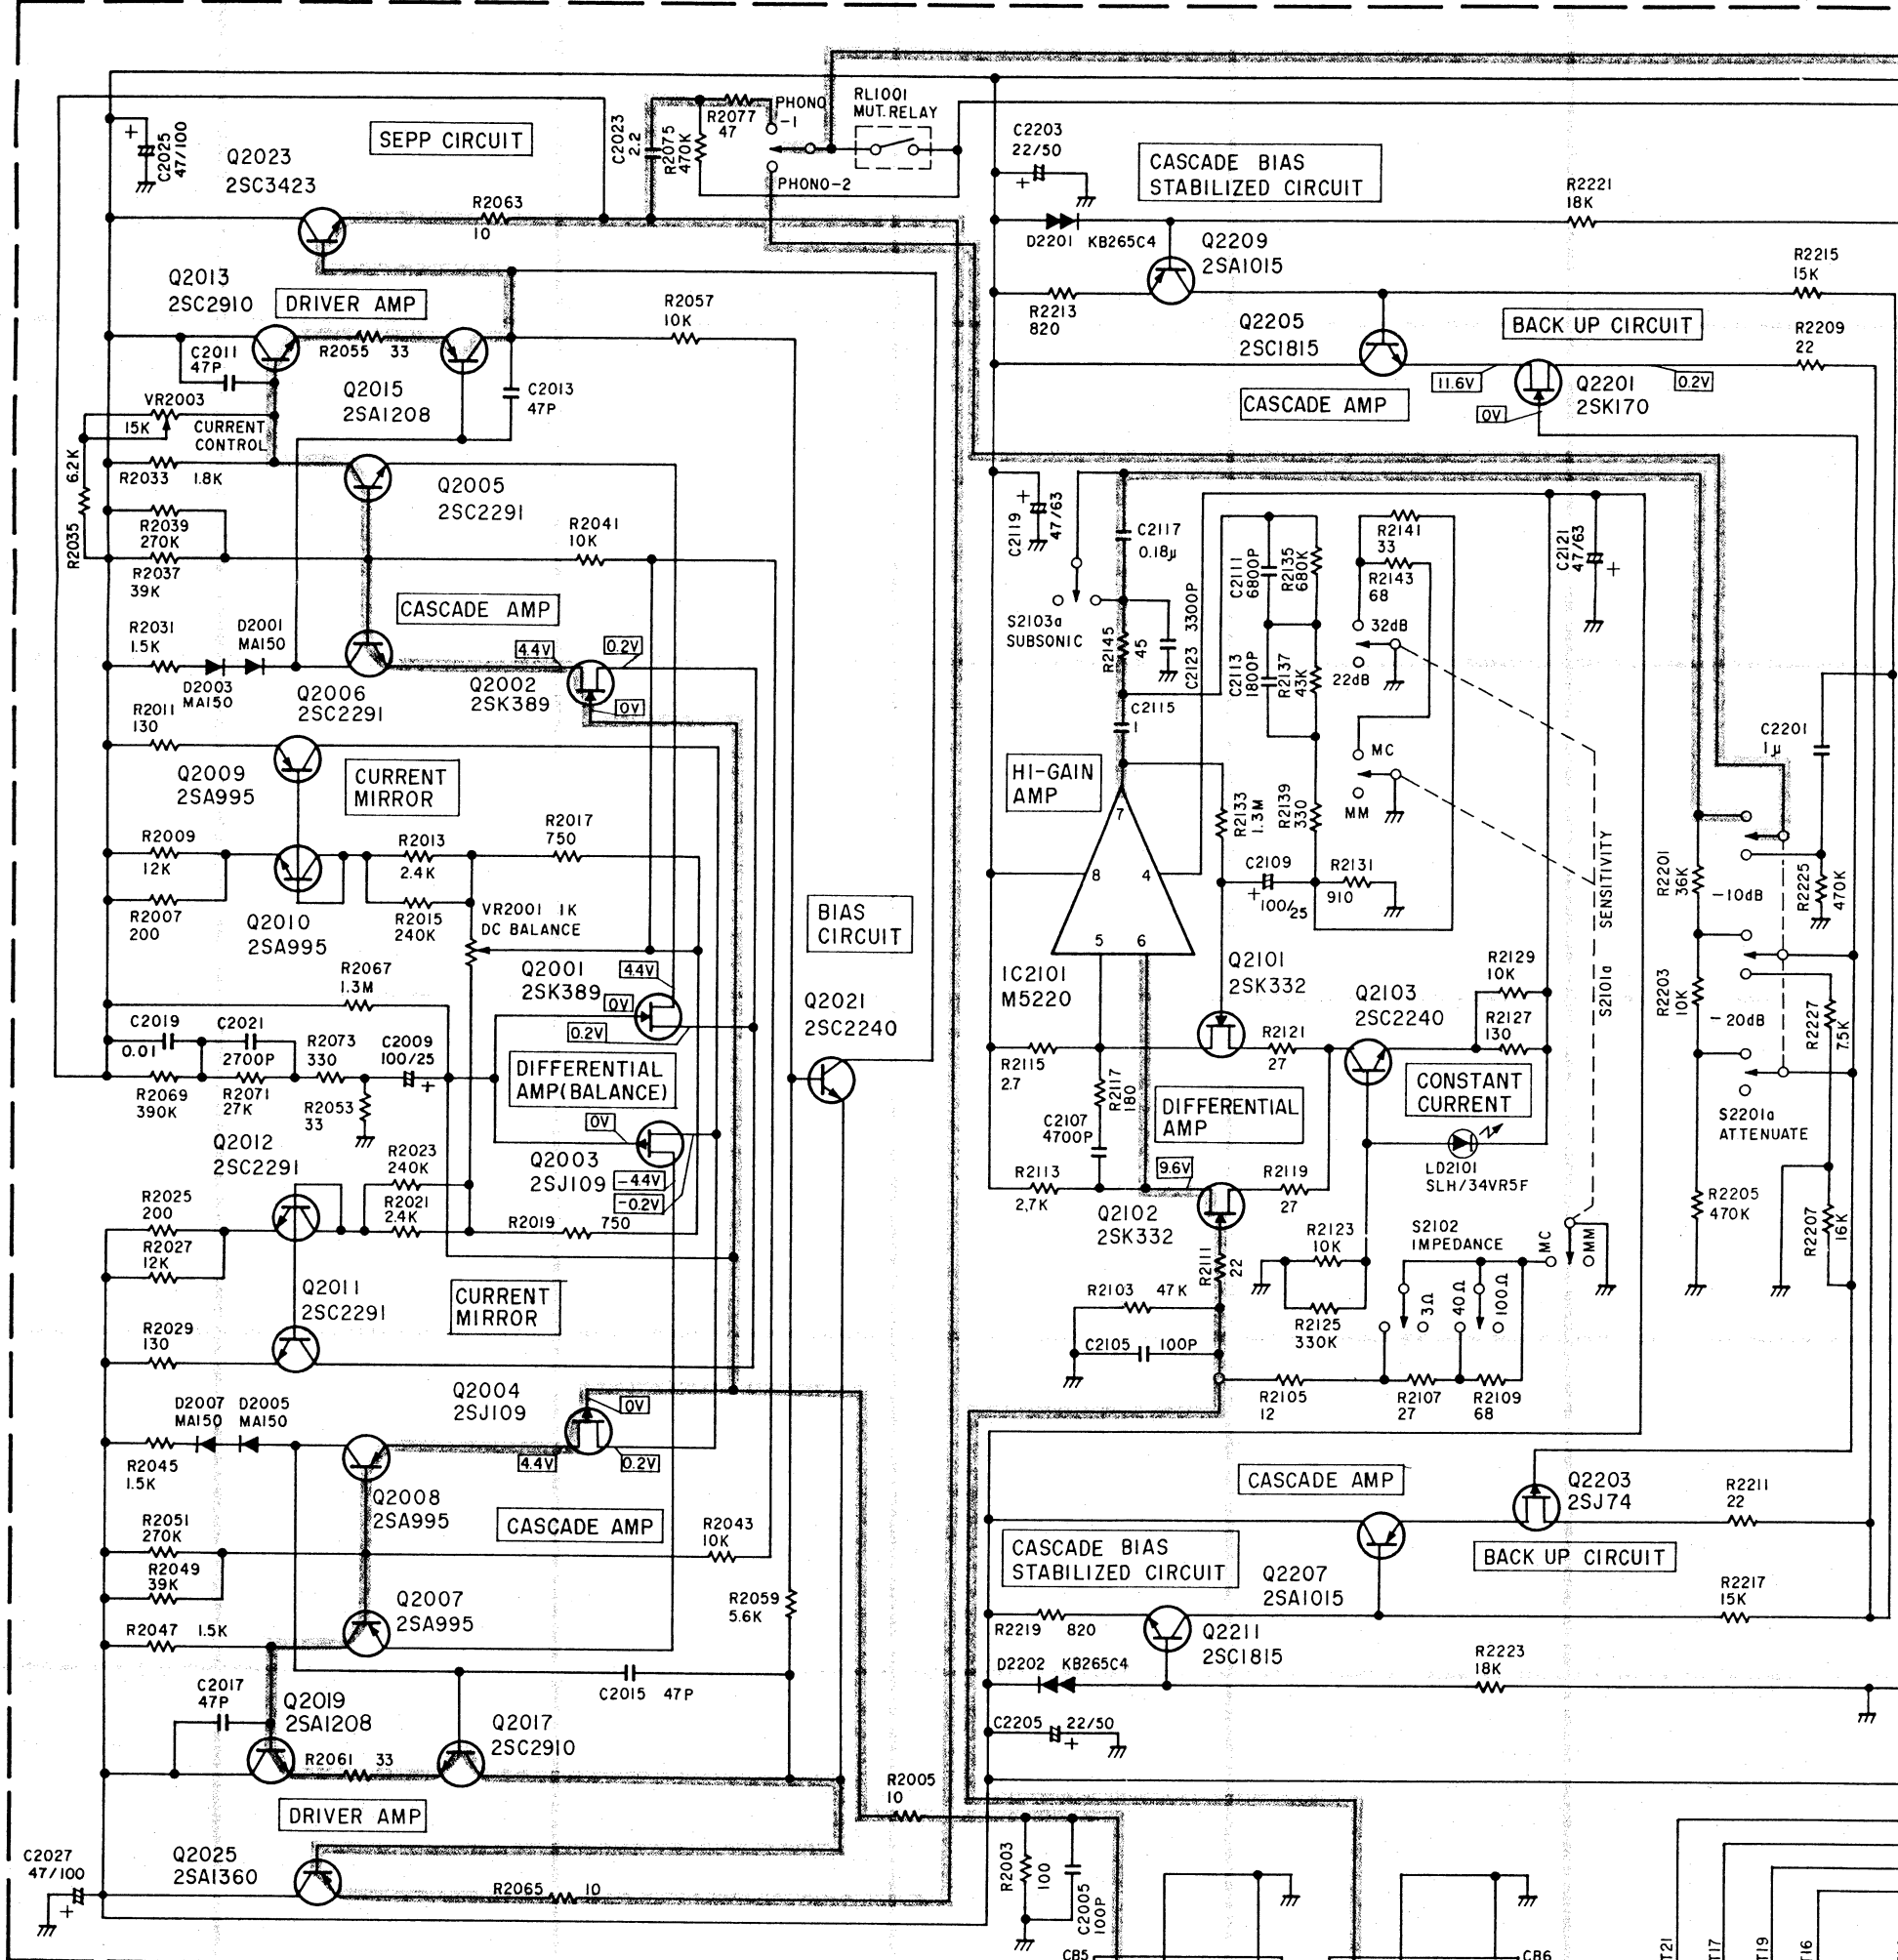 C2025
47/100
Q2023
2SC3423
SEPP CIRCUIT
R2063
10
C2023
2.2
R2075
470K
R2077
47
PHONO
-1
PHONO-2
RL1001
MUT.RELAY
C2203
22/50
CASCADE BIAS
STABILIZED CIRCUIT
R2221
18K
D2201 KB265C4
Q2209
2SA1015
R2215
15K
R2213
820
Q2205
2SC1815
BACK UP CIRCUIT
R2209
22
11.6V
Q2201
2SK170
0.2V
0V
CASCADE AMP
Q2013
2SC2910
DRIVER AMP
R2057
10K
R2055 33
C2011
47P
Q2015
2SA1208
C2013
47P
VR2003
15K
CURRENT
CONTROL
R2035 6.2K
R2033 1.8K
Q2005
2SC2291
R2039
270K
R2037
39K
R2041
10K
CASCADE AMP
R2031
1.5K
D2001
MA150
D2003
MA150
Q2006
2SC2291
4.4V
0.2V
Q2002
2SK389
0V
R2011
130
Q2009
2SA995
CURRENT
MIRROR
R2009
12K
R2013
2.4K
R2017
750
R2007
200
Q2010
2SA995
R2015
240K
VR2001 1K
DC BALANCE
BIAS
CIRCUIT
R2067
1.3M
Q2001
2SK389
4.4V
0V
0.2V
Q2021
2SC2240
C2019
0.01
C2021
2700P
R2073
330
C2009
100/25
R2069
390K
R2071
27K
R2053
33
DIFFERENTIAL
AMP(BALANCE)
0V
Q2012
2SC2291
R2023
240K
Q2003
2SJ109
-4.4V
-0.2V
R2025
200
R2021
2.4K
R2019 750
R2027
12K
Q2011
2SC2291
CURRENT
MIRROR
R2029
130
D2007
MA150
D2005
MA150
Q2004
2SJ109
0V
4.4V
0.2V
R2045
1.5K
Q2008
2SA995
CASCADE AMP
R2051
270K
R2043
10K
R2049
39K
Q2007
2SA995
R2059
5.6K
R2047 1.5K
C2015 47P
C2017
47P
Q2019
2SA1208
Q2017
2SC2910
R2061 33
DRIVER AMP
R2005
10
C2027
47/100
Q2025
2SA1360
R2065 10
R2003
100
C2005
100P
CB5
CB6
C2119
47/63
C2117
0.18μ
S2103a
SUBSONIC
R2145
45
C2123 3300P
C2111
6800P
R2135
680K
R2141
33
R2143
68
C2121
47/63
32dB
22dB
C2113
1800P
R2137
43K
C2115
1
MC
MM
HI-GAIN
AMP
7
8
4
5
6
R2133
1.3M
R2139
330
C2109
100/25
R2131
910
S2101a SENSITIVITY
C2201
1μ
R2201
36K
-10dB
R2225
470K
R2203
10K
-20dB
R2227
7.5K
S2201a
ATTENUATE
R2205
470K
R2207
16K
IC2101
M5220
Q2101
2SK332
Q2103
2SC2240
R2129
10K
R2127
130
R2115
2.7
R2121
27
R2117
180
C2107
4700P
DIFFERENTIAL
AMP
CONSTANT
CURRENT
R2113
2,7K
9.6V
R2119
27
LD2101
SLH/34VR5F
Q2102
2SK332
R2111
22
R2123
10K
S2102
IMPEDANCE
MC
MM
3Ω
40Ω
100Ω
R2103 47K
R2125
330K
C2105 100P
R2105
12
R2107
27
R2109
68
CASCADE AMP
Q2203
2SJ74
R2211
22
CASCADE BIAS
STABILIZED CIRCUIT
BACK UP CIRCUIT
Q2207
2SA1015
R2217
15K
R2219 820
Q2211
2SC1815
D2202 KB265C4
R2223
18K
C2205 22/50
T21
T17
T19
T16